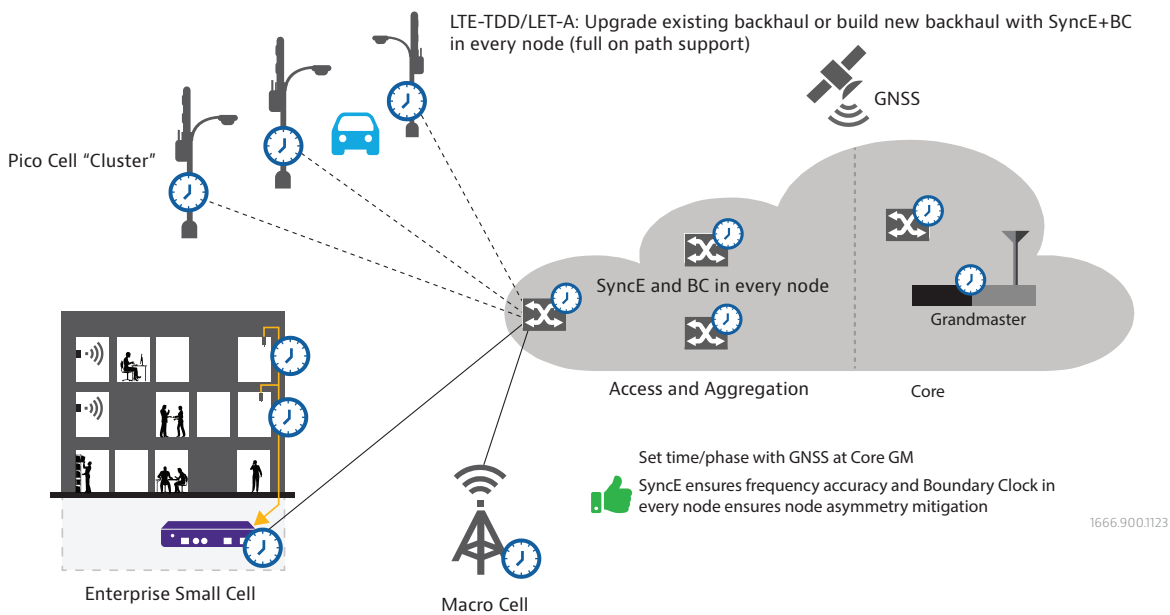 LTE-TDD/LET-A: Upgrade existing backhaul or build new backhaul with SyncE+BC
in every node (full on path support)
GNSS
Pico Cell “Cluster”
SyncE and BC in every node
Grandmaster
Access and Aggregation
Core
Set time/phase with GNSS at Core GM
SyncE ensures frequency accuracy and Boundary Clock in
every node ensures node asymmetry mitigation
1666.900.1123
Enterprise Small Cell
Macro Cell